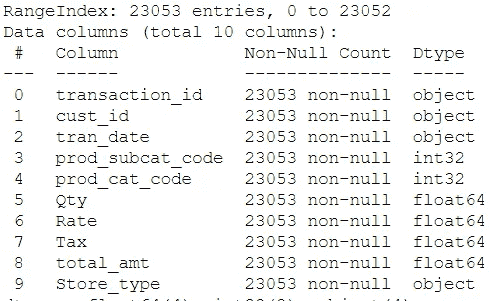 RangeIndex: 23053 entries, 0 to 23052
Data columns (total 10 columns):
 #   Column            Non-Null Count  Dtype
---  ------            --------------  -----
 0   transaction_id    23053 non-null  object
 1   cust_id           23053 non-null  object
 2   tran_date         23053 non-null  object
 3   prod_subcat_code  23053 non-null  int32
 4   prod_cat_code     23053 non-null  int32
 5   Qty               23053 non-null  float64
 6   Rate              23053 non-null  float64
 7   Tax               23053 non-null  float64
 8   total_amt         23053 non-null  float64
 9   Store_type        23053 non-null  object